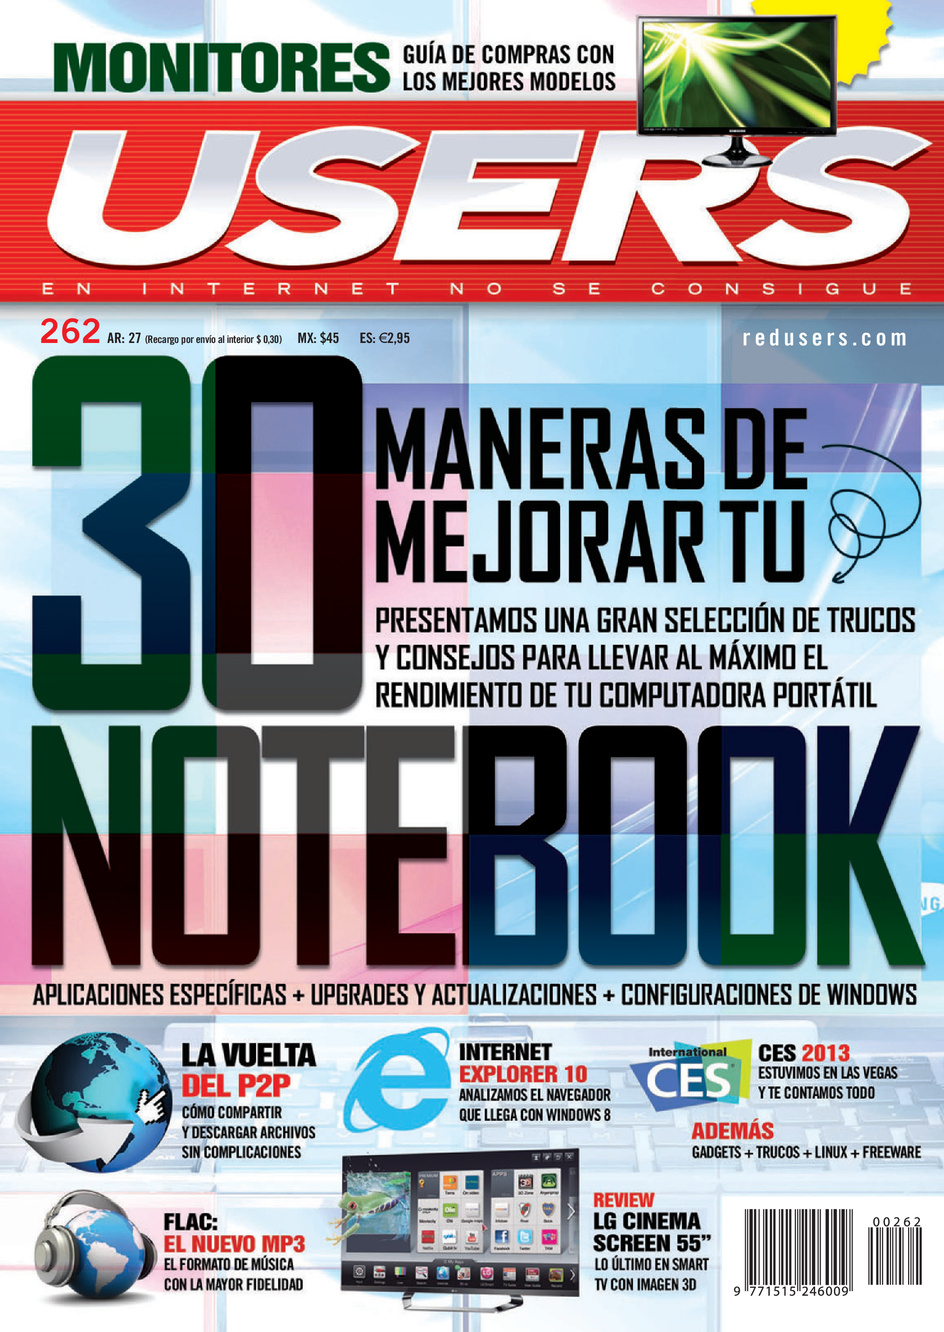 MONITORES
GUÍA DE COMPRAS CON
LOS MEJORES MODELOS
SAMSUNG
USERS
EN INTERNET NO SE CONSIGUE
262 AR: 27 (Recargo por envío al interior $ 0,30) MX: $45 ES: €2,95
redusers.com
30
MANERAS DE
MEJORAR TU
PRESENTAMOS UNA GRAN SELECCIÓN DE TRUCOS
Y CONSEJOS PARA LLEVAR AL MÁXIMO EL
RENDIMIENTO DE TU COMPUTADORA PORTÁTIL
NOTEBOOK
APLICACIONES ESPECÍFICAS + UPGRADES Y ACTUALIZACIONES + CONFIGURACIONES DE WINDOWS
LA VUELTA
DEL P2P
CÓMO COMPARTIR
Y DESCARGAR ARCHIVOS
SIN COMPLICACIONES
INTERNET
EXPLORER 10
ANALIZAMOS EL NAVEGADOR
QUE LLEGA CON WINDOWS 8
International
CES
CES 2013
ESTUVIMOS EN LAS VEGAS
Y TE CONTAMOS TODO
ADEMÁS
GADGETS + TRUCOS + LINUX + FREEWARE
FLAC:
EL NUEVO MP3
EL FORMATO DE MÚSICA
CON LA MAYOR FIDELIDAD
REVIEW
LG CINEMA
SCREEN 55”
LO ÚLTIMO EN SMART
TV CON IMAGEN 3D
00262
9 771515 246009